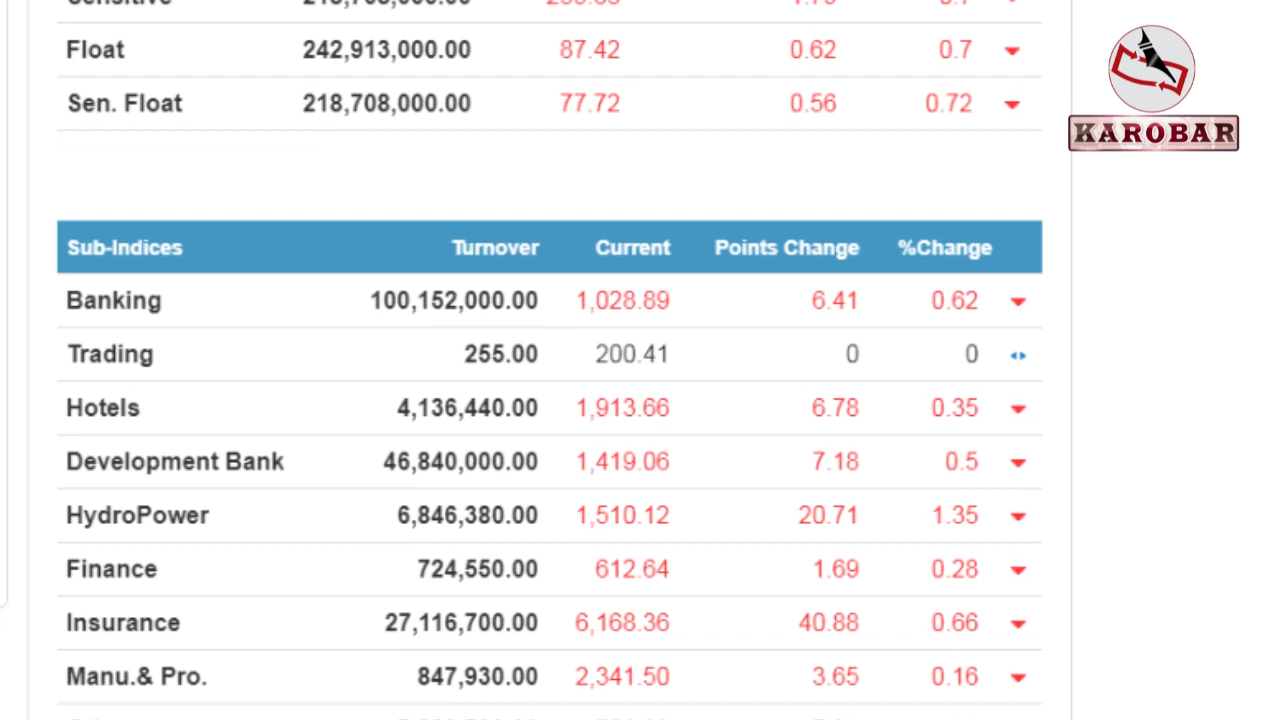 Float 242,913,000.00 87.42 0.62 0.7
Sen. Float 218,708,000.00 77.72 0.56 0.72
KAROBAR
Sub-Indices Turnover Current Points Change %Change
Banking 100,152,000.00 1,028.89 6.41 0.62
Trading 255.00 200.41 0 0
Hotels 4,136,440.00 1,913.66 6.78 0.35
Development Bank 46,840,000.00 1,419.06 7.18 0.5
HydroPower 6,846,380.00 1,510.12 20.71 1.35
Finance 724,550.00 612.64 1.69 0.28
Insurance 27,116,700.00 6,168.36 40.88 0.66
Manu.& Pro. 847,930.00 2,341.50 3.65 0.16